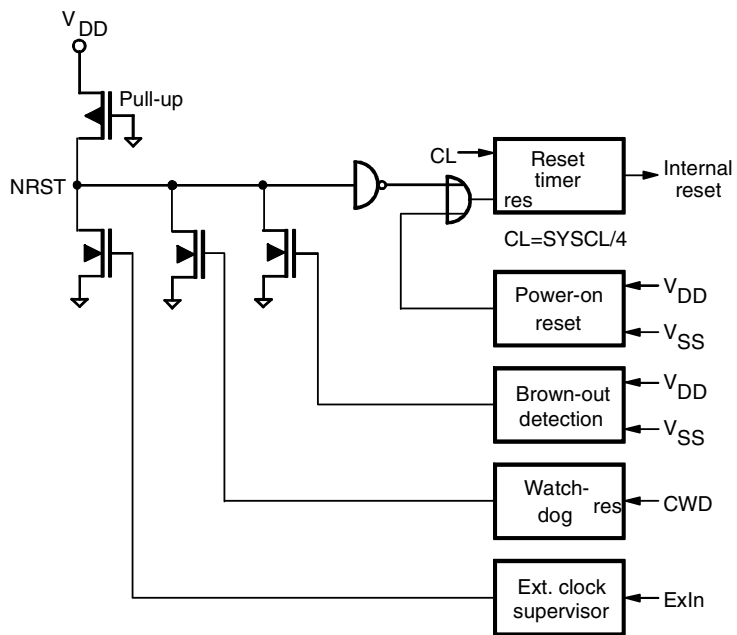 VDD
Pull-up
NRST
CL
Reset
timer
res
Internal
reset
CL=SYSCL/4
Power-on
reset
VDD
VSS
Brown-out
detection
VDD
VSS
Watch-
dog
res
CWD
Ext. clock
supervisor
ExIn